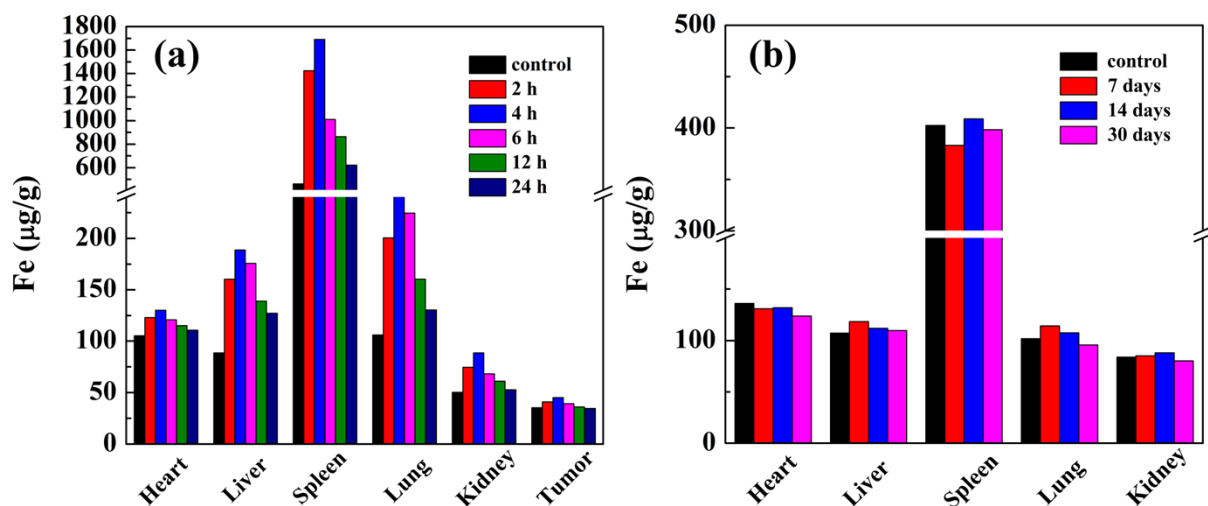 (a)
Fe (μg/g)
1800
1600
1400
1200
1000
800
600
200
150
100
50
0
control
2 h
4 h
6 h
12 h
24 h
Heart
Liver
Spleen
Lung
Kidney
Tumor
(b)
Fe (μg/g)
500
400
300
100
0
control
7 days
14 days
30 days
Heart
Liver
Spleen
Lung
Kidney